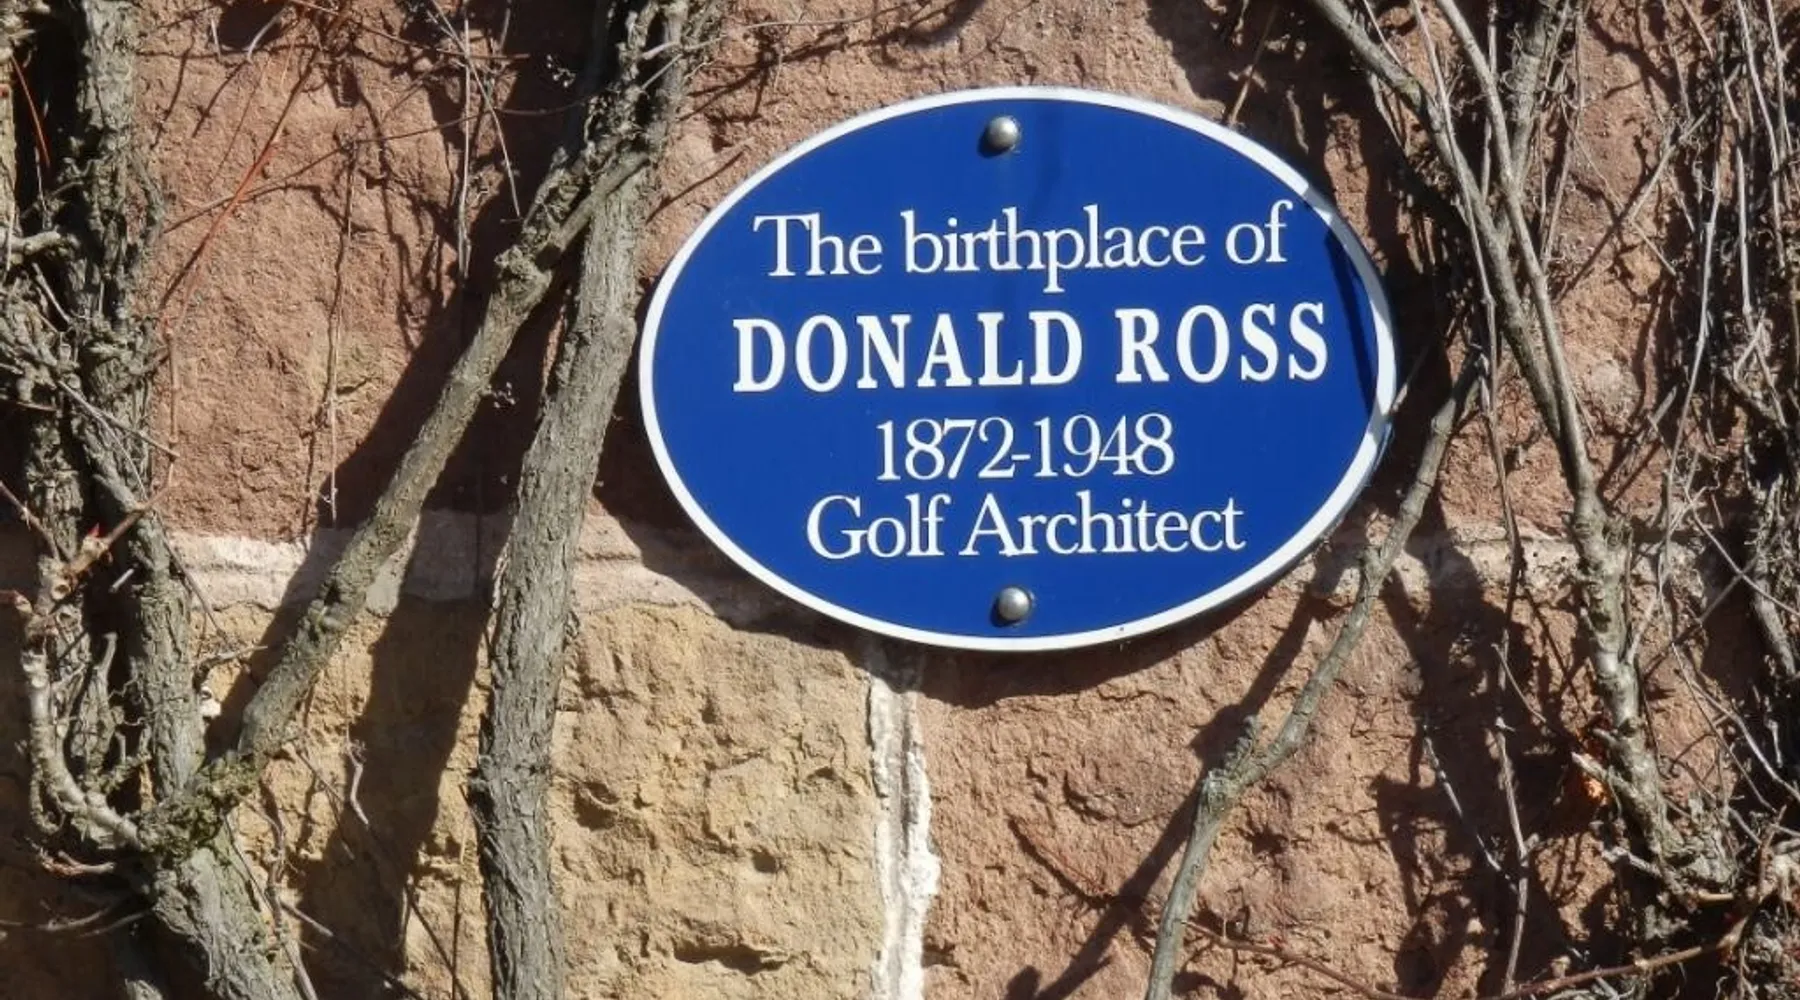 The birthplace of
DONALD ROSS
1872-1948
Golf Architect